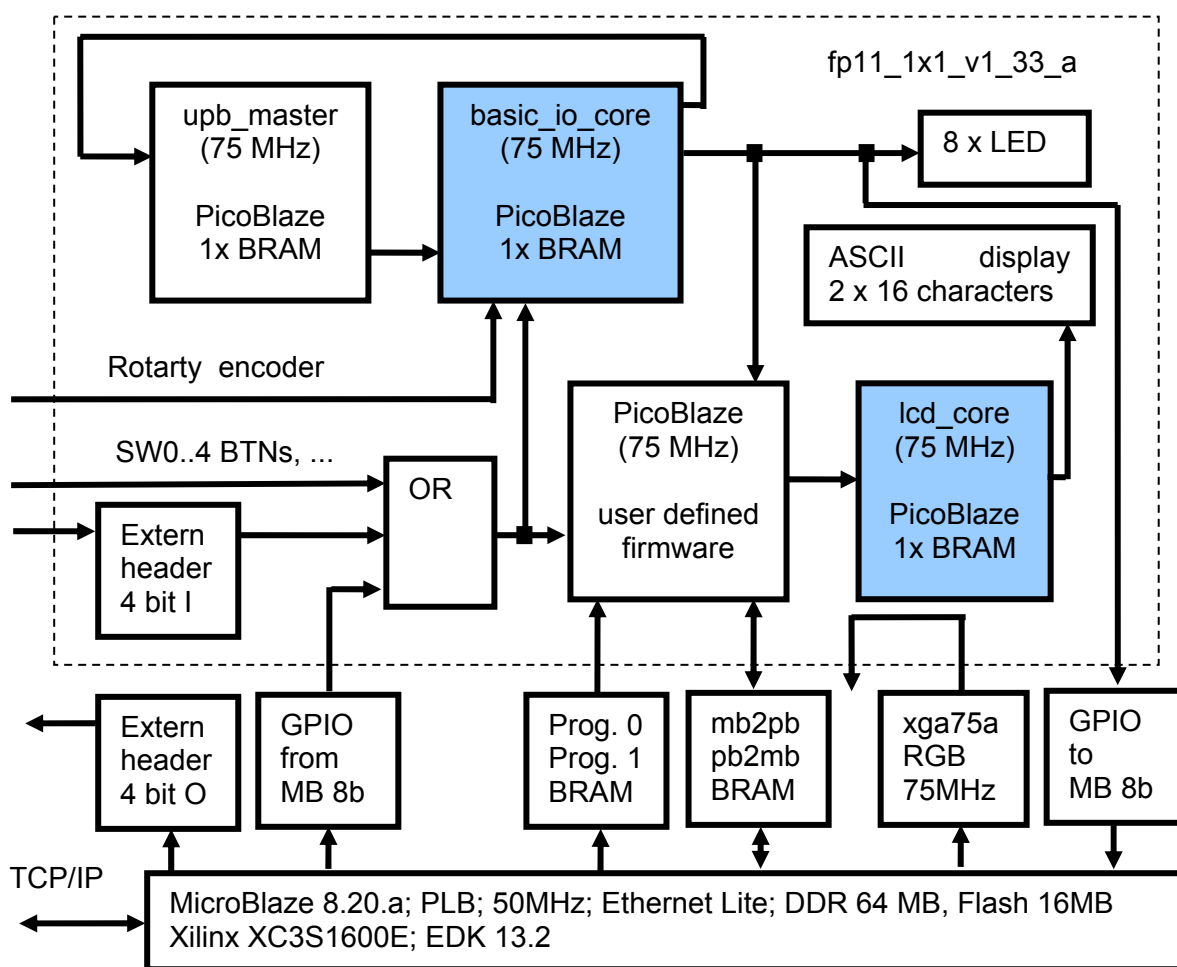 fp11_1x1_v1_33_a
upb_master
(75 MHz)
PicoBlaze
1x BRAM
basic_io_core
(75 MHz)
PicoBlaze
1x BRAM
8 x LED
ASCII display
2 x 16 characters
Rotarty encoder
SW0..4 BTNs, ...
OR
Extern
header
4 bit I
PicoBlaze
(75 MHz)
user defined
firmware
lcd_core
(75 MHz)
PicoBlaze
1x BRAM
Extern
header
4 bit O
GPIO
from
MB 8b
Prog. 0
Prog. 1
BRAM
mb2pb
pb2mb
BRAM
xga75a
RGB
75MHz
GPIO
to
MB 8b
TCP/IP
MicroBlaze 8.20.a; PLB; 50MHz; Ethernet Lite; DDR 64 MB, Flash 16MB
Xilinx XC3S1600E; EDK 13.2